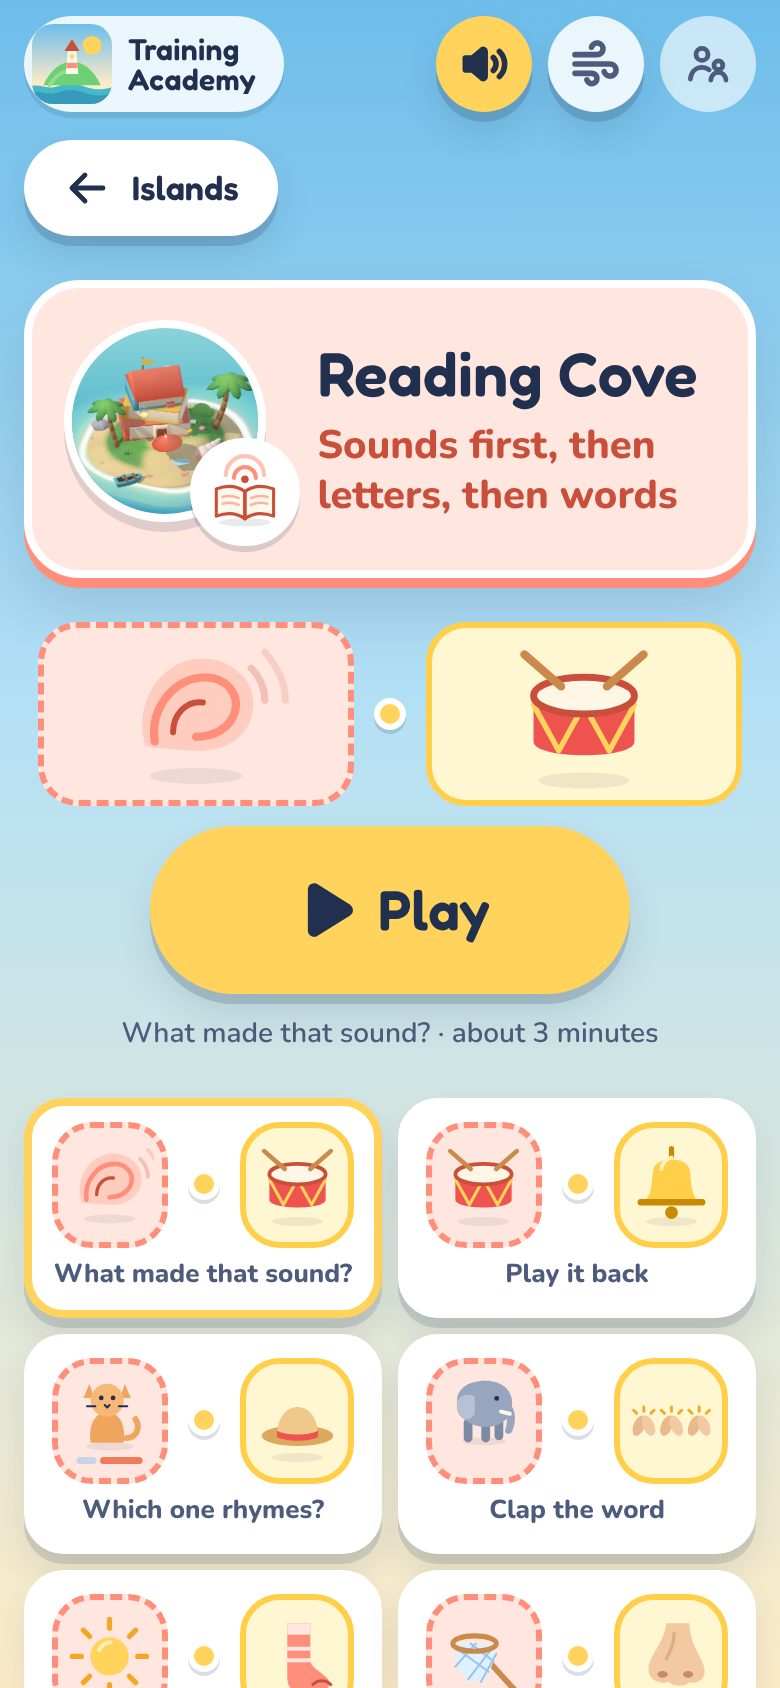 Training
Academy
Islands
Reading Cove
Sounds first, then
letters, then words
Play
What made that sound? · about 3 minutes
What made that sound?
Play it back
Which one rhymes?
Clap the word